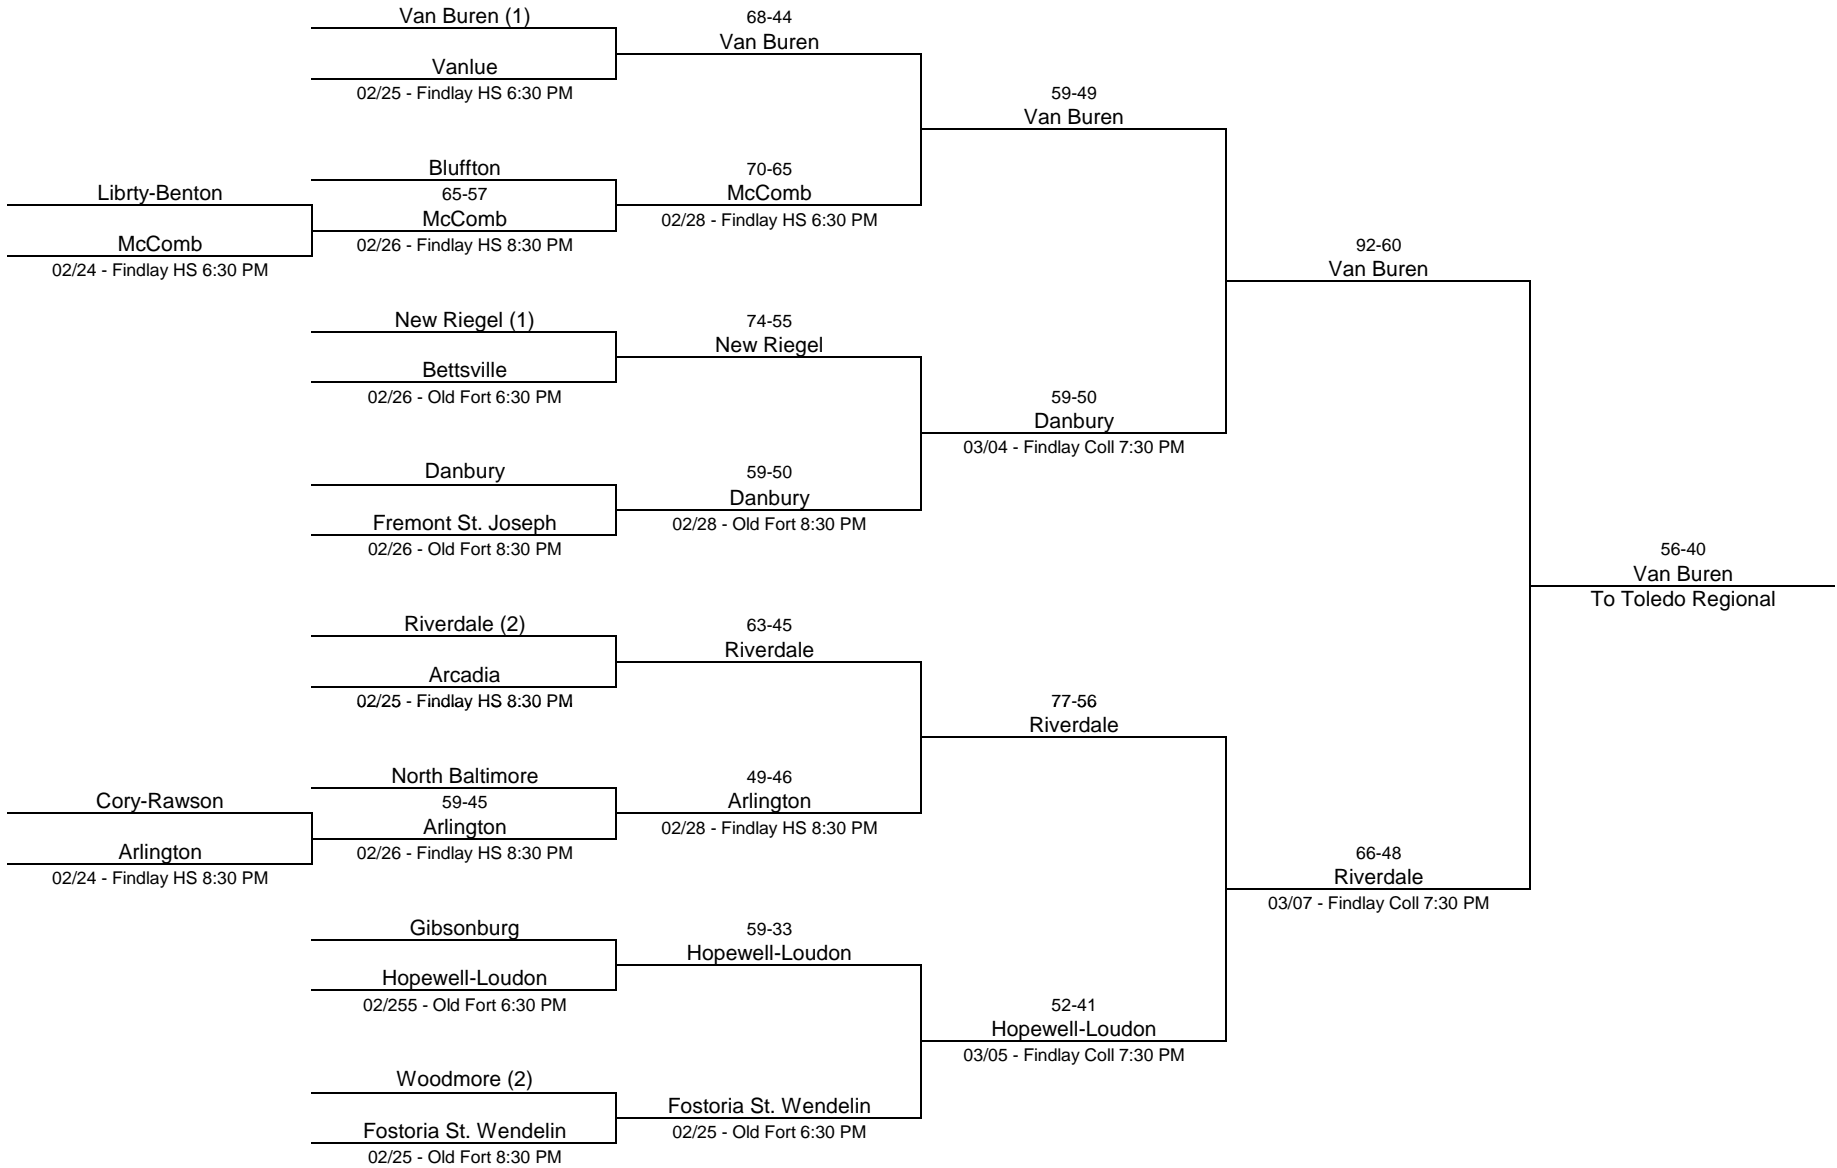 Van Buren (1)
Vanlue
02/25 - Findlay HS 6:30 PM
68-44
Van Buren
Librty-Benton
McComb
02/24 - Findlay HS 6:30 PM
Bluffton
65-57
McComb
02/26 - Findlay HS 8:30 PM
70-65
McComb
02/28 - Findlay HS 6:30 PM
59-49
Van Buren
New Riegel (1)
Bettsville
02/26 - Old Fort 6:30 PM
74-55
New Riegel
Danbury
Fremont St. Joseph
02/26 - Old Fort 8:30 PM
59-50
Danbury
02/28 - Old Fort 8:30 PM
59-50
Danbury
03/04 - Findlay Coll 7:30 PM
92-60
Van Buren
Riverdale (2)
Arcadia
02/25 - Findlay HS 8:30 PM
63-45
Riverdale
Cory-Rawson
Arlington
02/24 - Findlay HS 8:30 PM
North Baltimore
59-45
Arlington
02/26 - Findlay HS 8:30 PM
49-46
Arlington
02/28 - Findlay HS 8:30 PM
77-56
Riverdale
Gibsonburg
Hopewell-Loudon
02/255 - Old Fort 6:30 PM
59-33
Hopewell-Loudon
Woodmore (2)
Fostoria St. Wendelin
02/25 - Old Fort 8:30 PM
Fostoria St. Wendelin
02/25 - Old Fort 6:30 PM
52-41
Hopewell-Loudon
03/05 - Findlay Coll 7:30 PM
66-48
Riverdale
03/07 - Findlay Coll 7:30 PM
56-40
Van Buren
To Toledo Regional